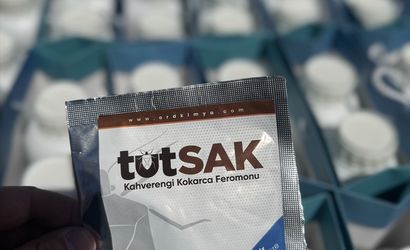 www.ordkimya.com
tutSAK
Kahverengi Kokarca Feromonu